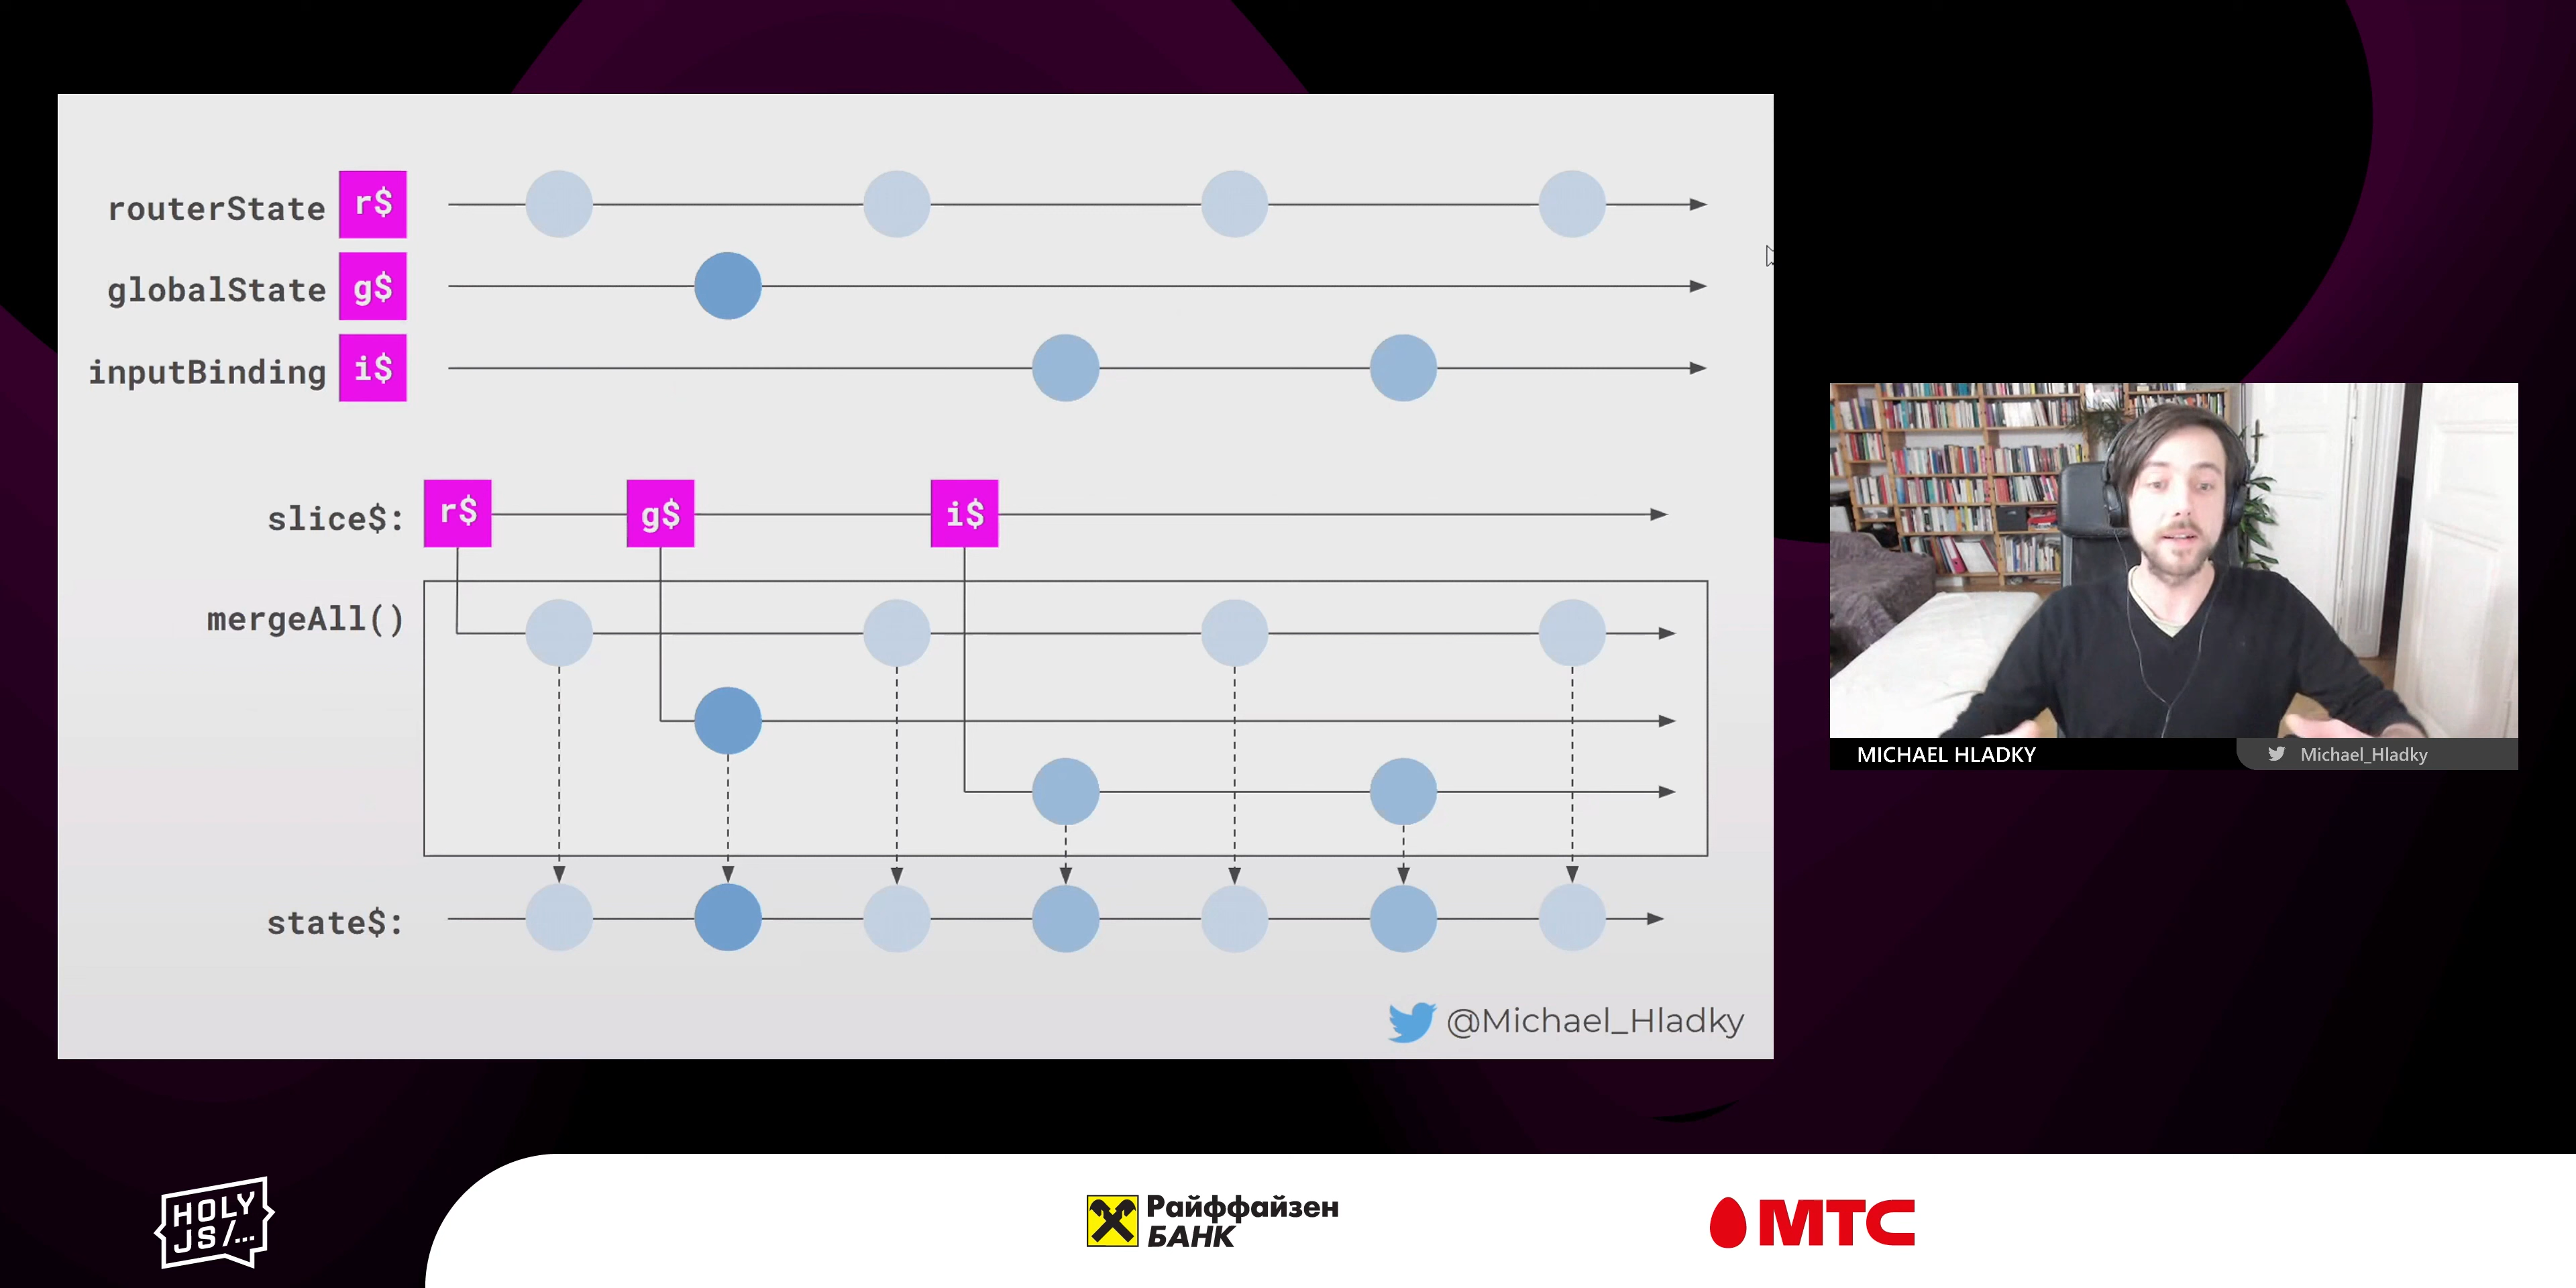 routerState r$
globalState g$
inputBinding i$
slice$: r$ g$ i$
mergeAll()
state$:
@Michael_Hladky
MICHAEL HLADKY
Michael_Hladky
HOLY
JS/...
Райффайзен
БАНК
МТС